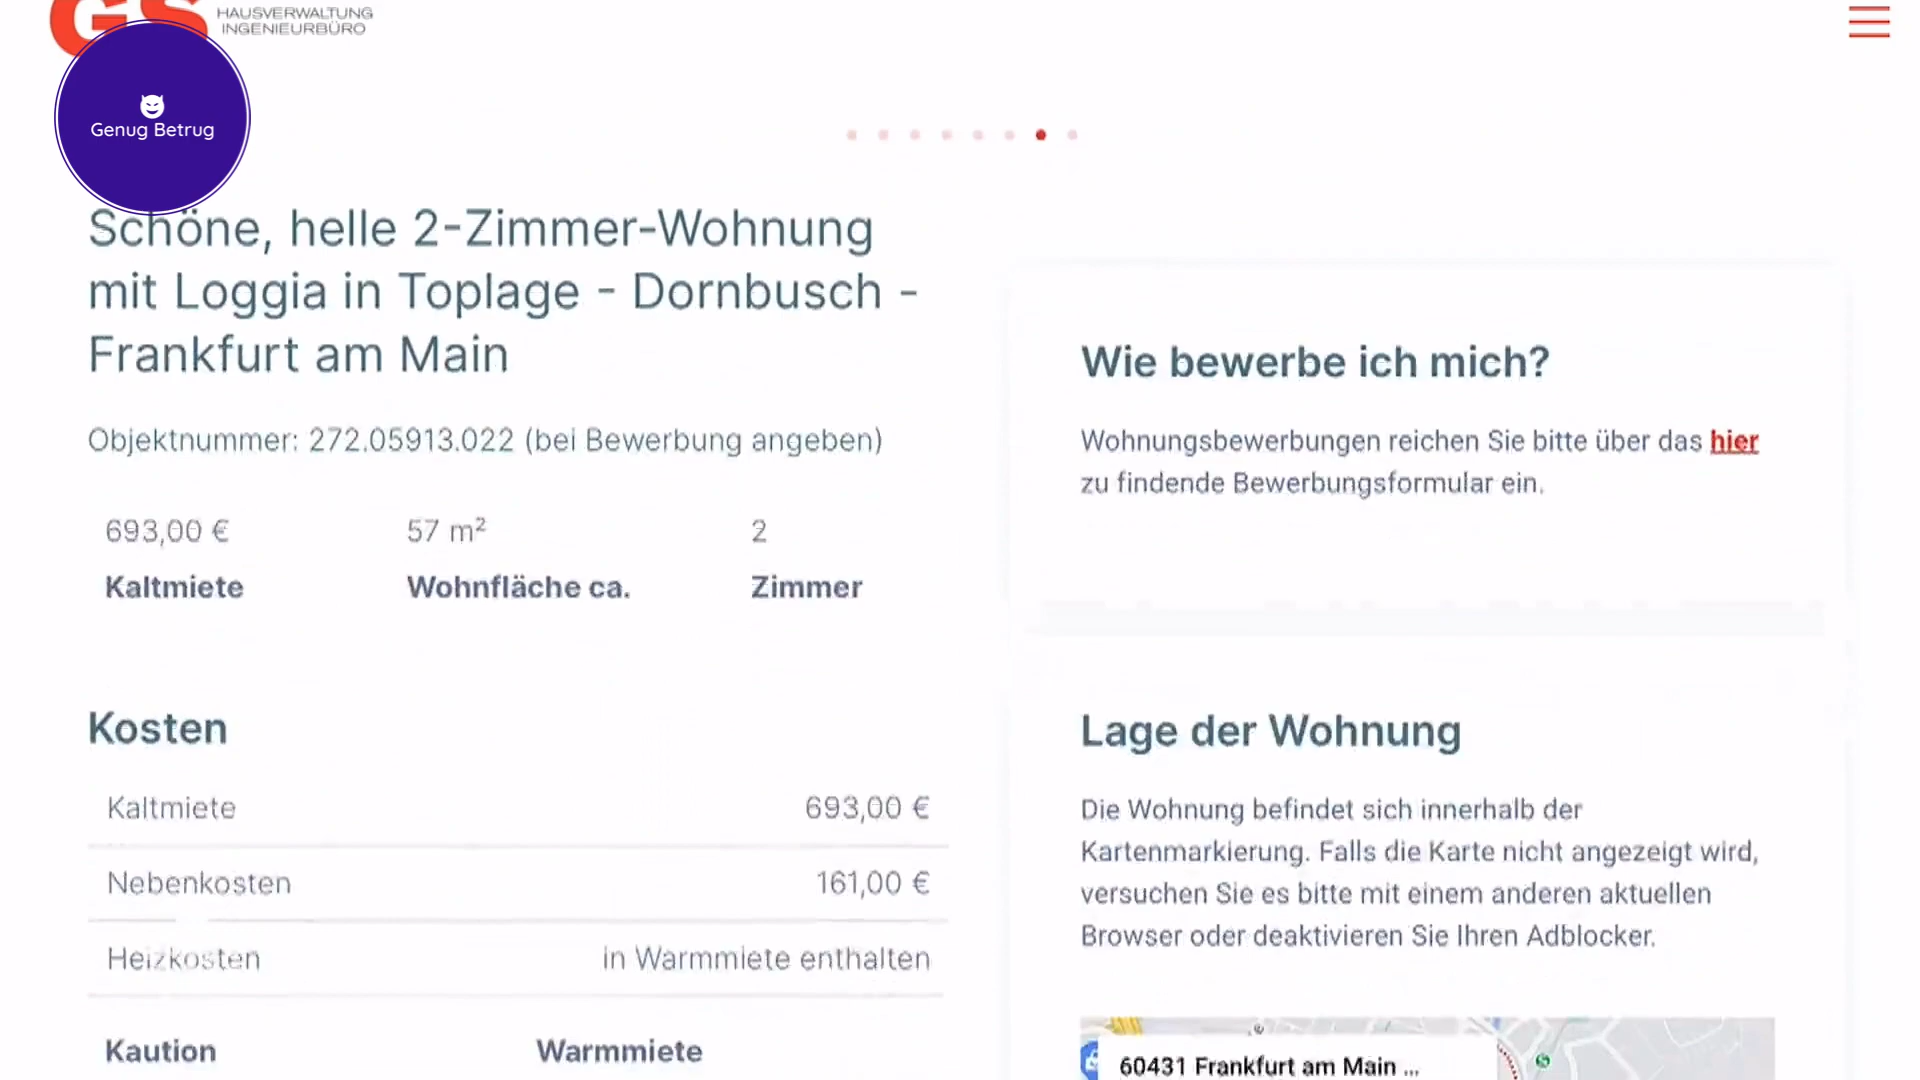 GS HAUSVERWALTUNG
INGENIEURBÜRO
Genug Betrug
Schöne, helle 2-Zimmer-Wohnung
mit Loggia in Toplage - Dornbusch -
Frankfurt am Main
Objektnummer: 272.05913.022 (bei Bewerbung angeben)
693,00 €
57 m²
2
Kaltmiete
Wohnfläche ca.
Zimmer
Kosten
Kaltmiete
693,00 €
Nebenkosten
161,00 €
Heizkosten
in Warmmiete enthalten
Kaution
Warmmiete
Wie bewerbe ich mich?
Wohnungsbewerbungen reichen Sie bitte über das hier
zu findende Bewerbungsformular ein.
Lage der Wohnung
Die Wohnung befindet sich innerhalb der
Kartenmarkierung. Falls die Karte nicht angezeigt wird,
versuchen Sie es bitte mit einem anderen aktuellen
Browser oder deaktivieren Sie Ihren Adblocker.
60431 Frankfurt am Main ...